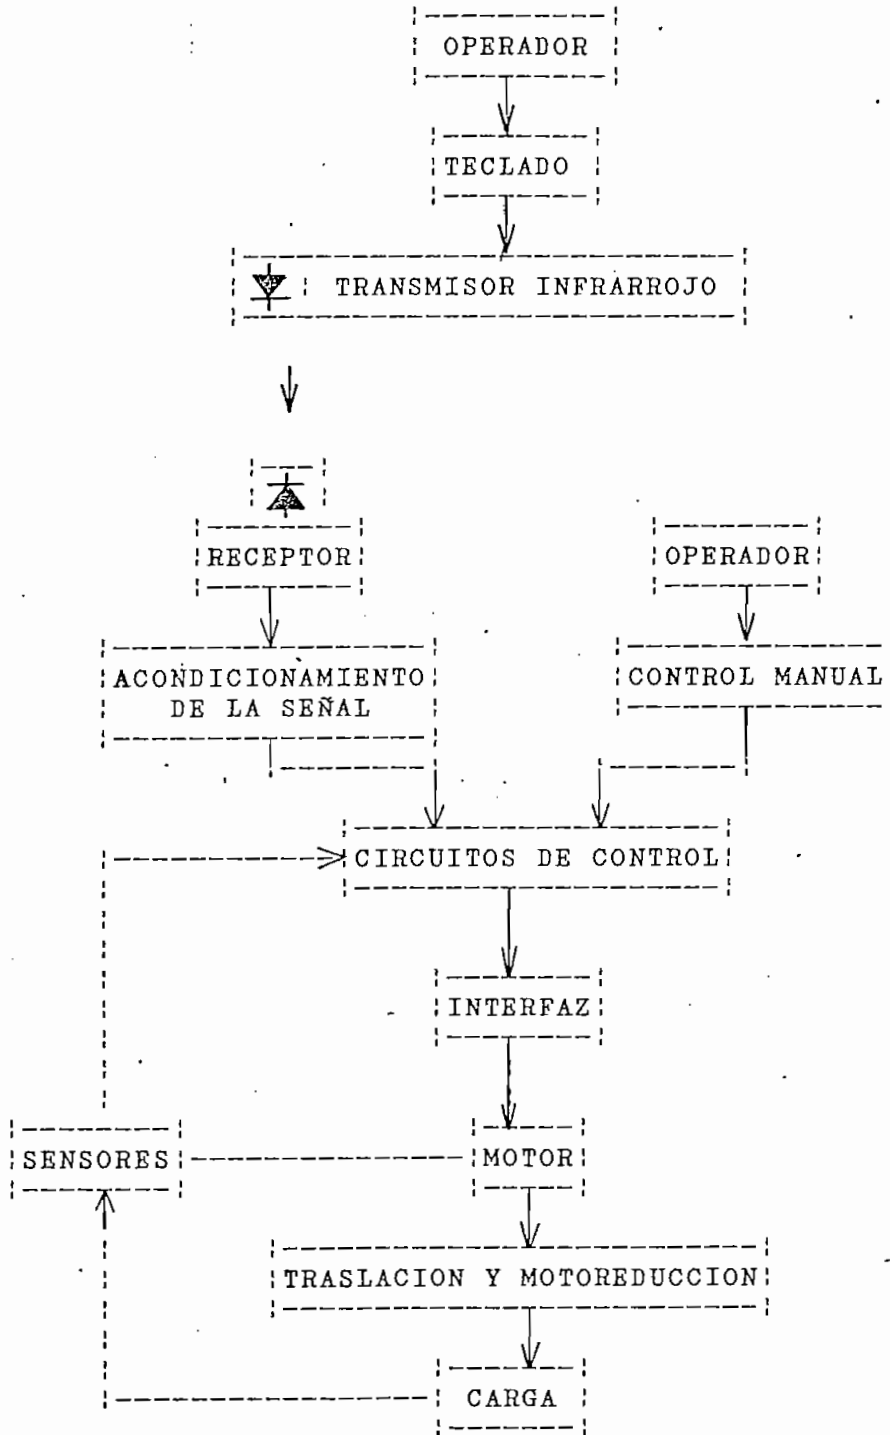 OPERADOR
TECLADO
TRANSMISOR INFRARROJO
RECEPTOR
OPERADOR
ACONDICIONAMIENTO
DE LA SEÑAL
CONTROL MANUAL
CIRCUITOS DE CONTROL
INTERFAZ
SENSORES
MOTOR
TRASLACION Y MOTOREDUCCION
CARGA